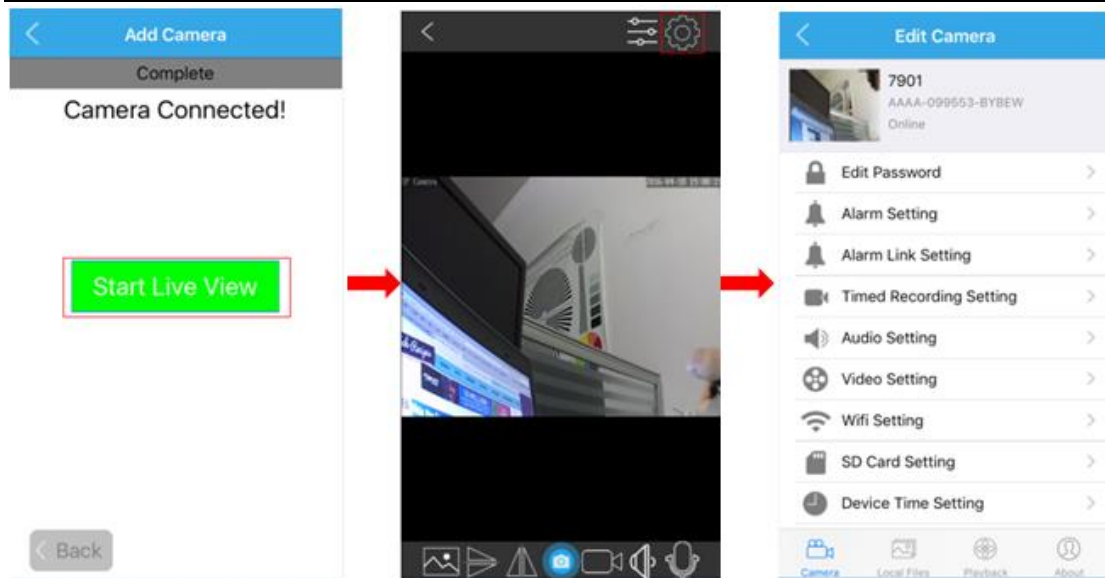 Add Camera
Complete
Camera Connected!
Start Live View
Back
IP Camera
Edit Camera
7901
AAAA-099553-BYBEW
Online
Edit Password
Alarm Setting
Alarm Link Setting
Timed Recording Setting
Audio Setting
Video Setting
Wifi Setting
SD Card Setting
Device Time Setting
Camera
Local Files
Playback
About